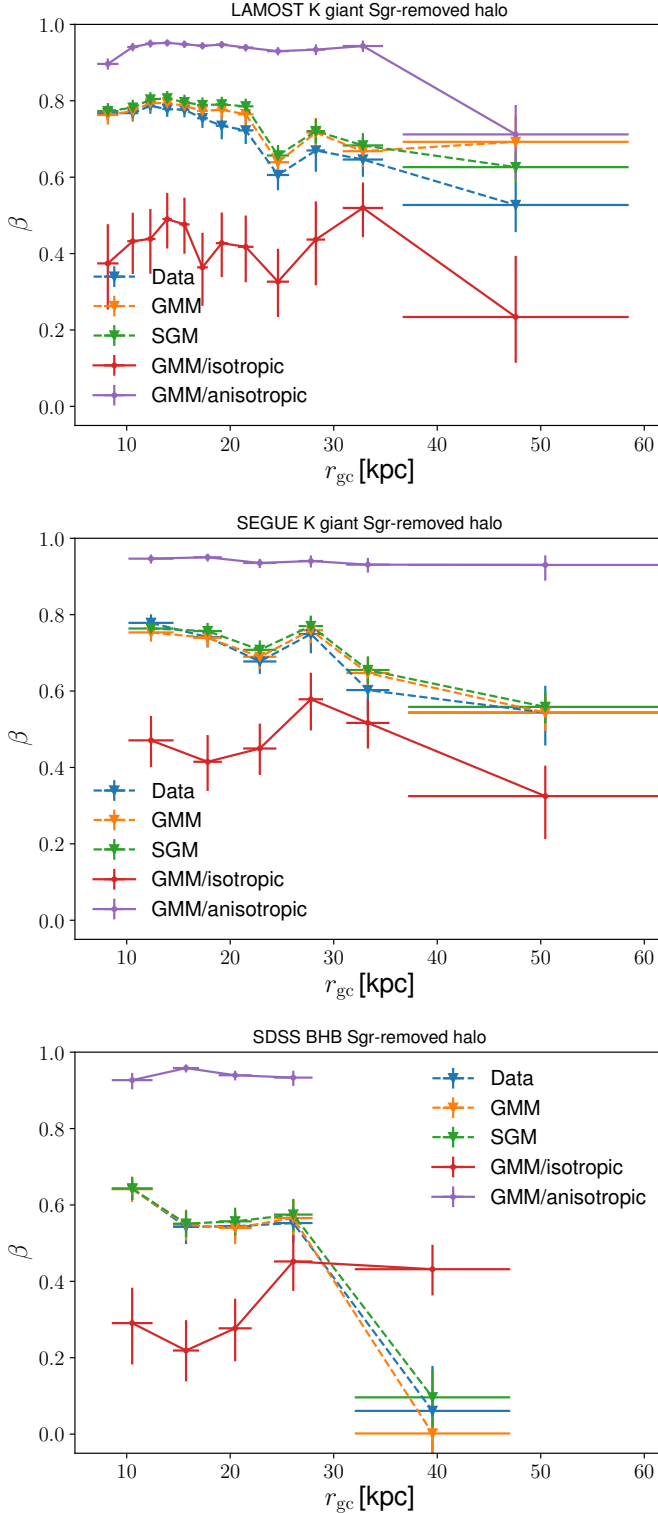 LAMOST K giant Sgr-removed halo
1.0
0.8
0.6
0.4
0.2
0.0
β
Data
GMM
SGM
GMM/isotropic
GMM/anisotropic
10 20 30 40 50 60
r_gc [kpc]
SEGUE K giant Sgr-removed halo
1.0
0.8
0.6
0.4
0.2
0.0
β
Data
GMM
SGM
GMM/isotropic
GMM/anisotropic
10 20 30 40 50 60
r_gc [kpc]
SDSS BHB Sgr-removed halo
1.0
0.8
0.6
0.4
0.2
0.0
β
Data
GMM
SGM
GMM/isotropic
GMM/anisotropic
10 20 30 40 50 60
r_gc [kpc]